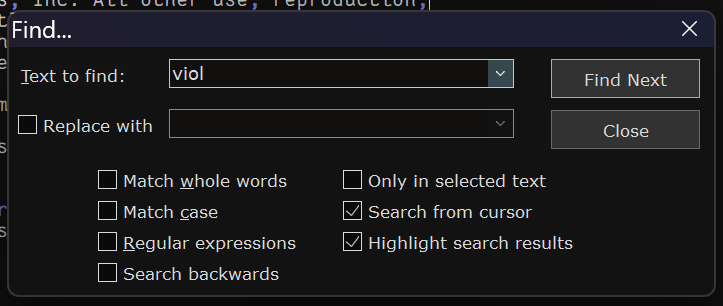 s, Inc. All other use, reproduction,
Find...
Text to find:
viol
Find Next
Replace with
Close
Match whole words
Only in selected text
Match case
Search from cursor
Regular expressions
Highlight search results
Search backwards